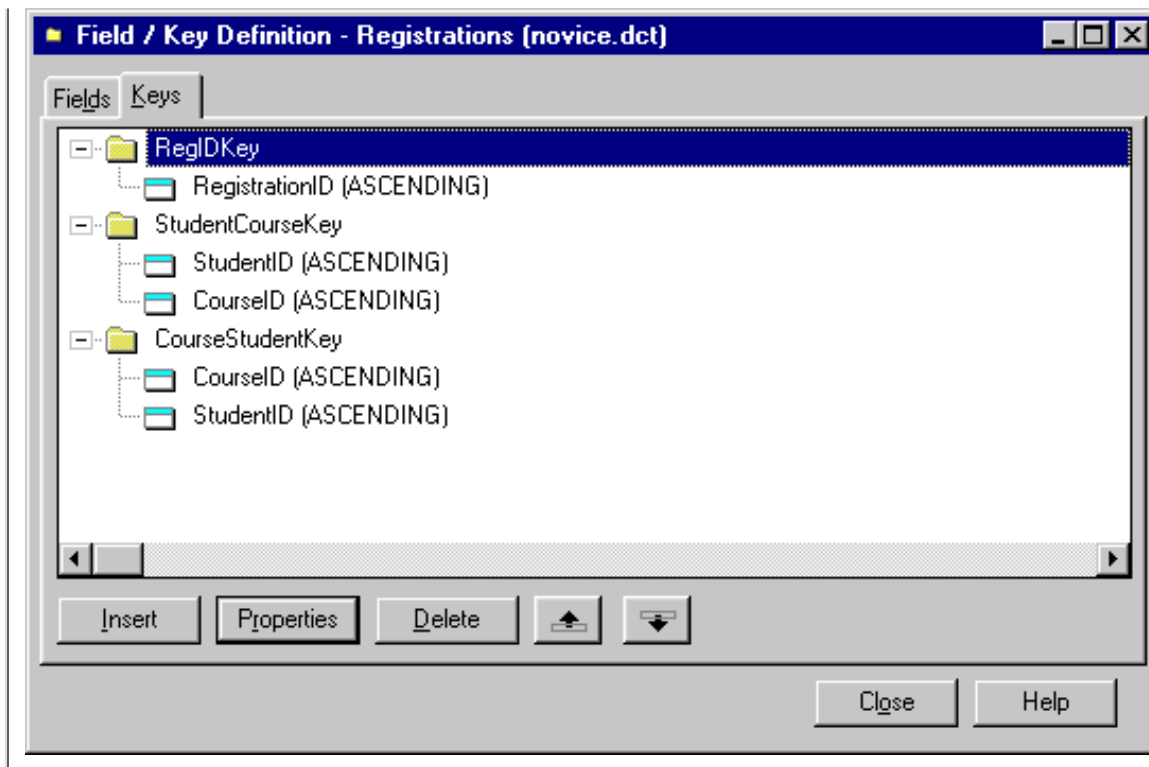 Field / Key Definition - Registrations (novice.dct)
Fields Keys
RegIDKey
RegistrationID (ASCENDING)
StudentCourseKey
StudentID (ASCENDING)
CourseID (ASCENDING)
CourseStudentKey
CourseID (ASCENDING)
StudentID (ASCENDING)
Insert Properties Delete
Close Help